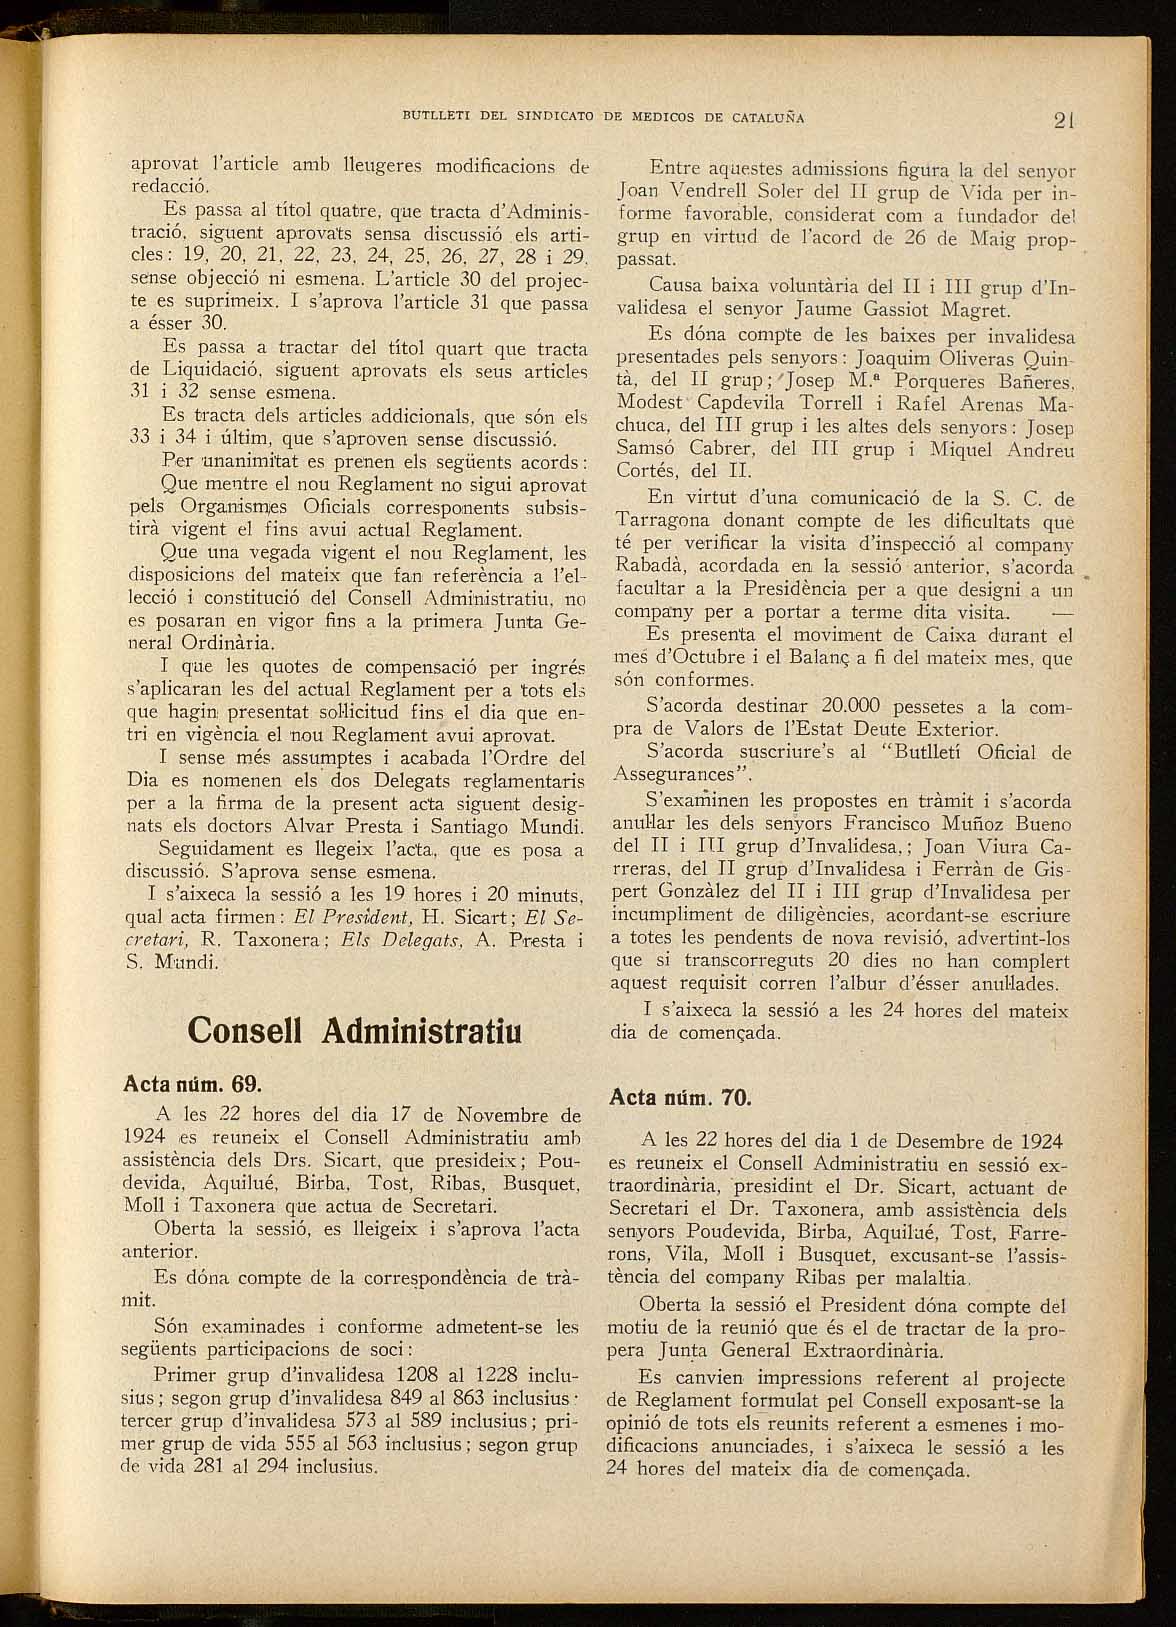 BUTLLETI DEL SINDICATO DE MEDICOS DE CATALUÑA
21
aprovat l'article amb lleugeres modificacions de
redacció.
Es passa al títol quatre, que tracta d'Adminis-
tració, siguent aprovats sensa discussió els arti-
cles: 19, 20, 21, 22, 23, 24, 25, 26, 27, 28 i 29.
sense objecció ni esmena. L'article 30 del projec-
te es suprimeix. I s'aprova l'article 31 que passa
a ésser 30.
Es passa a tractar del títol quart que tracta
de Liquidació, siguent aprovats els seus articles
31 i 32 sense esmena.
Es tracta dels articles addicionals, que són els
33 i 34 i últim, que s'aproven sense discussió.
Per unanimitat es prenen els següents acords:
Que mentre el nou Reglament no sigui aprovat
pels Organismes Oficials corresponents subsis-
tirà vigent el fins avui actual Reglament.
Que una vegada vigent el nou Reglament, les
disposicions del mateix que fan referència a l'el-
lecció i constitució del Consell Administratiu, no
es posaran en vigor fins a la primera Junta Ge-
neral Ordinària.
I que les quotes de compensació per ingrés
s'aplicaran les del actual Reglament per a tots els
que hagin presentat sol·licitud fins el dia que en-
tri en vigència el nou Reglament avui aprovat.
I sense més assumptes i acabada l'Ordre del
Dia es nomenen els dos Delegats reglamentaris
per a la firma de la present acta siguent desig-
nats els doctors Alvar Presta i Santiago Mundi.
Seguidament es llegeix l'acta, que es posa a
discussió. S'aprova sense esmena.
I s'aixeca la sessió a les 19 hores i 20 minuts,
qual acta firmen: El President, H. Sicart; El Se-
cretari, R. Taxonera; Els Delegats, A. Presta i
S. Mundi.
Consell Administratiu
Acta núm. 69.
A les 22 hores del dia 17 de Novembre de
1924 es reuneix el Consell Administratiu amb
assistència dels Drs. Sicart, que presideix; Pou-
devida, Aquilué, Birba, Tost, Ribas, Busquet,
Moll i Taxonera que actua de Secretari.
Oberta la sessió, es lleigeix i s'aprova l'acta
anterior.
Es dóna compte de la correspondència de trà-
mit.
Són examinades i conforme admetent-se les
següents participacions de soci:
Primer grup d'invalidesa 1208 al 1228 inclu-
sius; segon grup d'invalidesa 849 al 863 inclusius·
tercer grup d'invalidesa 573 al 589 inclusius; pri-
mer grup de vida 555 al 563 inclusius; segon grup
de vida 281 al 294 inclusius.
Entre aquestes admissions figura la del senyor
Joan Vendrell Soler del II grup de Vida per in-
forme favorable, considerat com a fundador del
grup en virtud de l'acord de 26 de Maig prop-
passat.
Causa baixa voluntària del II i III grup d'In-
validesa el senyor Jaume Gassiot Magret.
Es dóna compte de les baixes per invalidesa
presentades pels senyors: Joaquim Oliveras Quin-
tà, del II grup; Josep M.ª Porqueres Bañeres,
Modest Capdevila Torrell i Rafel Arenas Ma-
chuca, del III grup i les altes dels senyors: Josep
Samsó Cabrer, del III grup i Miquel Andreu
Cortés, del II.
En virtut d'una comunicació de la S. C. de
Tarragona donant compte de les dificultats que
té per verificar la visita d'inspecció al company
Rabadà, acordada en la sessió anterior, s'acorda
facultar a la Presidència per a que designi a un
company per a portar a terme dita visita. —
Es presenta el moviment de Caixa durant el
mes d'Octubre i el Balanç a fi del mateix mes, que
són conformes.
S'acorda destinar 20.000 pessetes a la com-
pra de Valors de l'Estat Deute Exterior.
S'acorda suscriure's al "Butlletí Oficial de
Assegurances".
S'examinen les propostes en tràmit i s'acorda
anul·lar les dels senyors Francisco Muñoz Bueno
del II i III grup d'Invalidesa,; Joan Viura Ca-
rreras, del II grup d'Invalidesa i Ferràn de Gis-
pert Gonzàlez del II i III grup d'Invalidesa per
incumpliment de diligències, acordant-se escriure
a totes les pendents de nova revisió, advertint-los
que si transcorreguts 20 dies no han complert
aquest requisit corren l'albur d'ésser anul·lades.
I s'aixeca la sessió a les 24 hores del mateix
dia de començada.
Acta núm. 70.
A les 22 hores del dia 1 de Desembre de 1924
es reuneix el Consell Administratiu en sessió ex-
traordinària, presidint el Dr. Sicart, actuant de
Secretari el Dr. Taxonera, amb assistència dels
senyors Poudevida, Birba, Aquilué, Tost, Farre-
rons, Vila, Moll i Busquet, excusant-se l'assis-
tència del company Ribas per malaltia.
Oberta la sessió el President dóna compte del
motiu de la reunió que és el de tractar de la pro-
pera Junta General Extraordinària.
Es canvien impressions referent al projecte
de Reglament formulat pel Consell exposant-se la
opinió de tots els reunits referent a esmenes i mo-
dificacions anunciades, i s'aixeca le sessió a les
24 hores del mateix dia de començada.